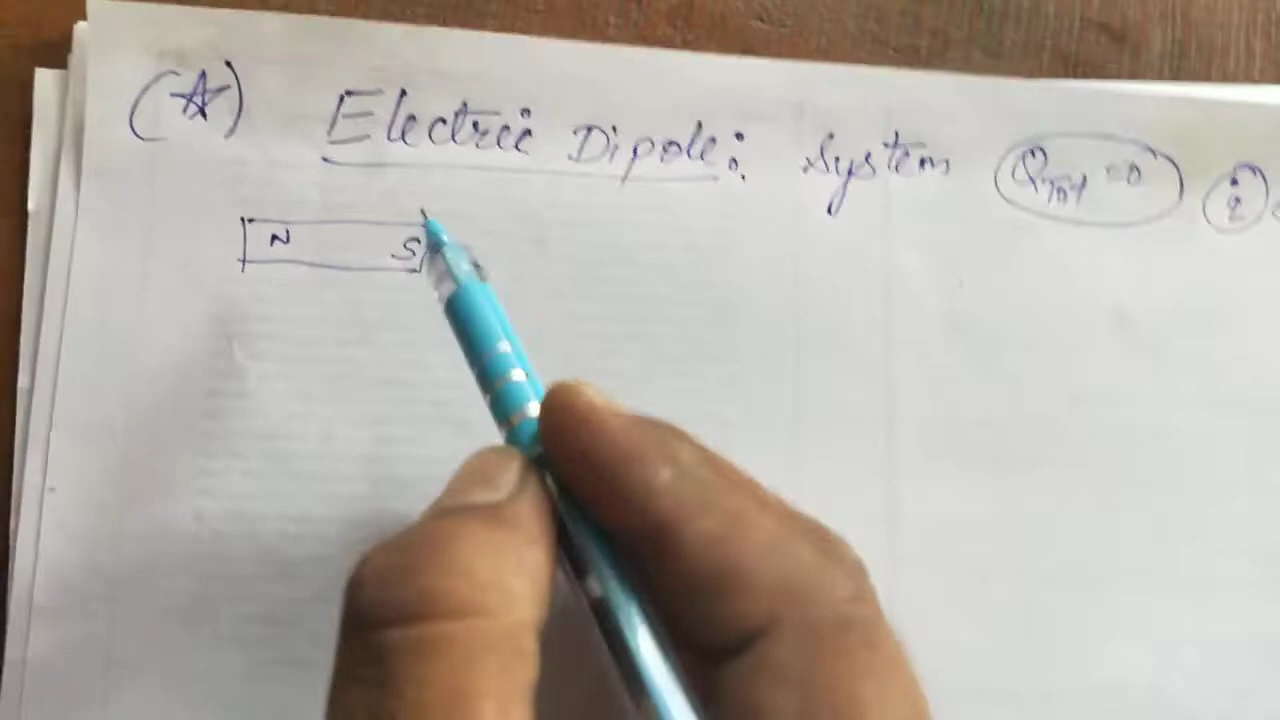 (☆) Electric Dipole: System Q_Tot = 0
N S